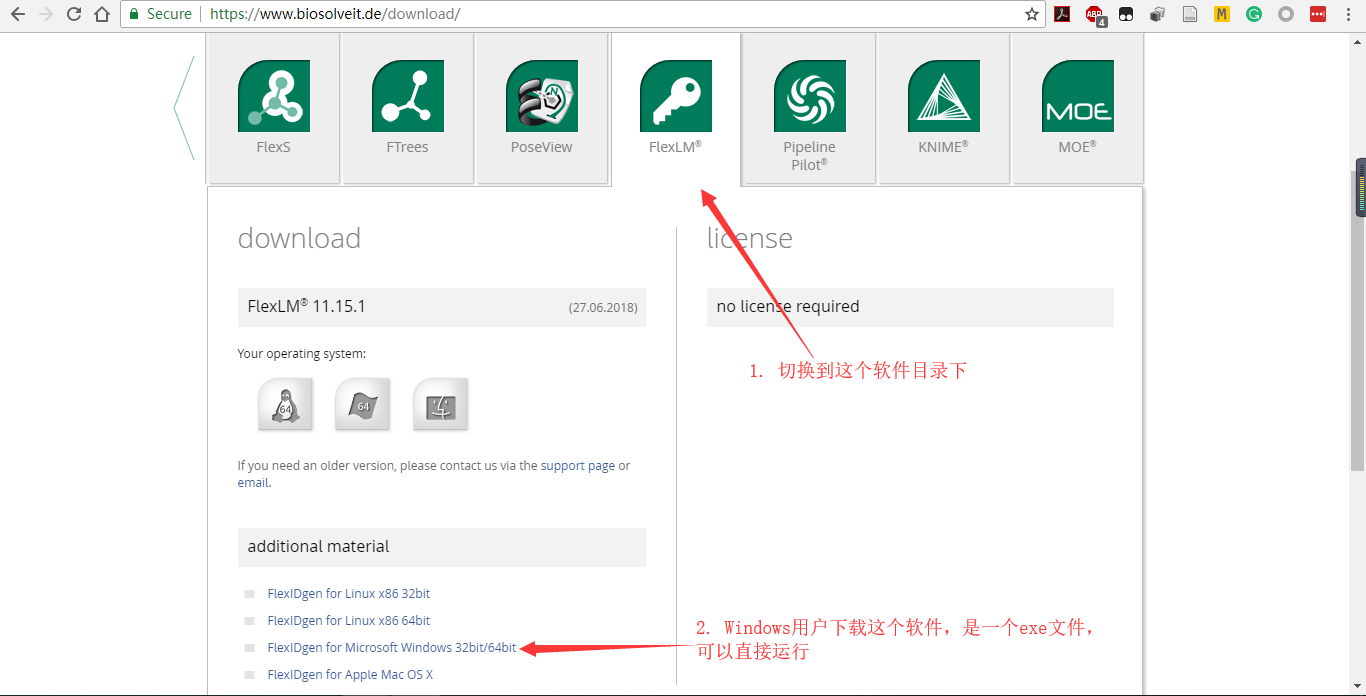 Secure
https://www.biosolveit.de/download/
ABP
4
M
G
FlexS
FTrees
PoseView
FlexLM®
Pipeline
Pilot®
KNIME®
MOE
MOE®
download
license
FlexLM® 11.15.1
(27.06.2018)
no license required
Your operating system:
64
64
1. 切换到这个软件目录下
If you need an older version, please contact us via the support page or
email.
additional material
FlexIDgen for Linux x86 32bit
FlexIDgen for Linux x86 64bit
FlexIDgen for Microsoft Windows 32bit/64bit
FlexIDgen for Apple Mac OS X
2. Windows用户下载这个软件，是一个exe文件，
可以直接运行